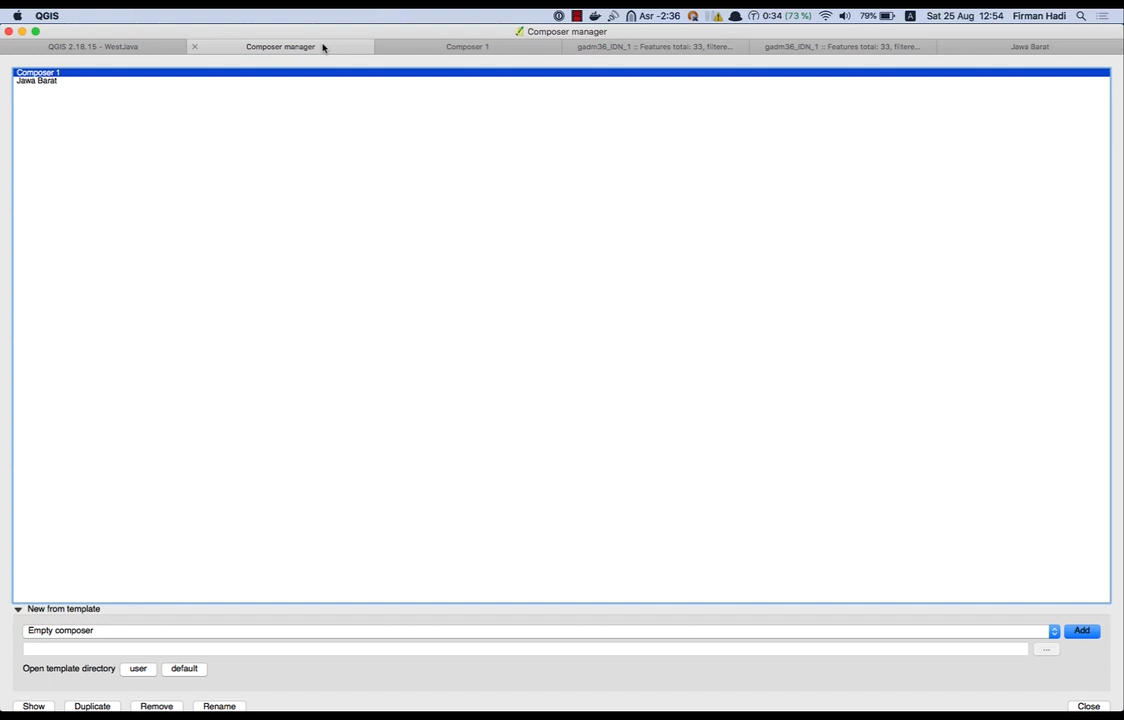 QGIS Asr -2:36 0:34 (73 %) 79% A Sat 25 Aug 12:54 Firman Hadi
Composer manager
QGIS 2.18.15 - WestJava Composer manager Composer 1 gadm36_IDN_1 :: Features total: 33, filtere... gadm36_IDN_1 :: Features total: 33, filtere... Jawa Barat
Composer 1
Jawa Barat
New from template
Empty composer Add
...
Open template directory user default
Show Duplicate Remove Rename Close